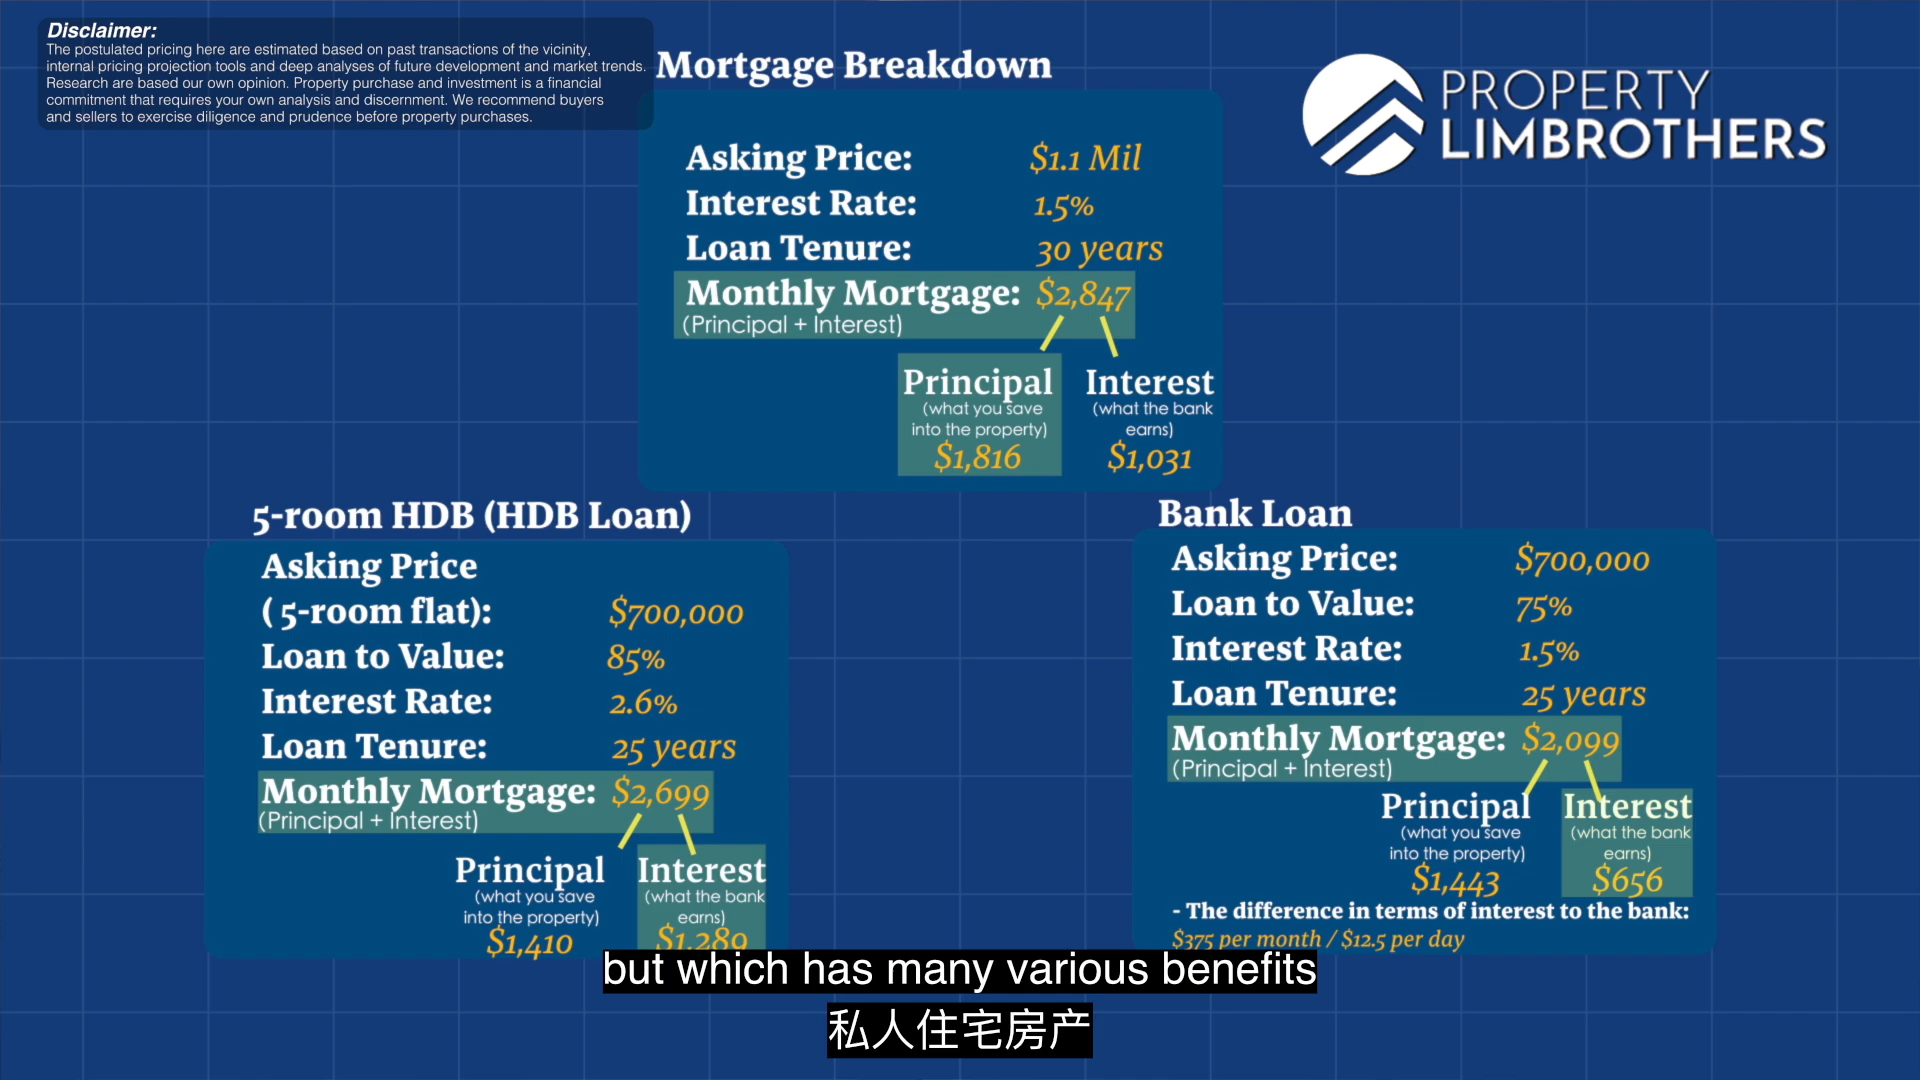 Disclaimer:
The postulated pricing here are estimated based on past transactions of the vicinity,
internal pricing projection tools and deep analyses of future development and market trends.
Research are based our own opinion. Property purchase and investment is a financial
commitment that requires your own analysis and discernment. We recommend buyers
and sellers to exercise diligence and prudence before property purchases.
Mortgage Breakdown
PROPERTY
LIMBROTHERS
Asking Price: $1.1 Mil
Interest Rate: 1.5%
Loan Tenure: 30 years
Monthly Mortgage: $2,847
(Principal + Interest)
Principal
(what you save
into the property)
$1,816
Interest
(what the bank
earns)
$1,031
5-room HDB (HDB Loan)
Asking Price
( 5-room flat): $700,000
Loan to Value: 85%
Interest Rate: 2.6%
Loan Tenure: 25 years
Monthly Mortgage: $2,699
(Principal + Interest)
Principal
(what you save
into the property)
$1,410
Interest
(what the bank
earns)
$1,289
Bank Loan
Asking Price: $700,000
Loan to Value: 75%
Interest Rate: 1.5%
Loan Tenure: 25 years
Monthly Mortgage: $2,099
(Principal + Interest)
Principal
(what you save
into the property)
$1,443
Interest
(what the bank
earns)
$656
- The difference in terms of interest to the bank:
$375 per month / $12.5 per day
but which has many various benefits
私人住宅房产